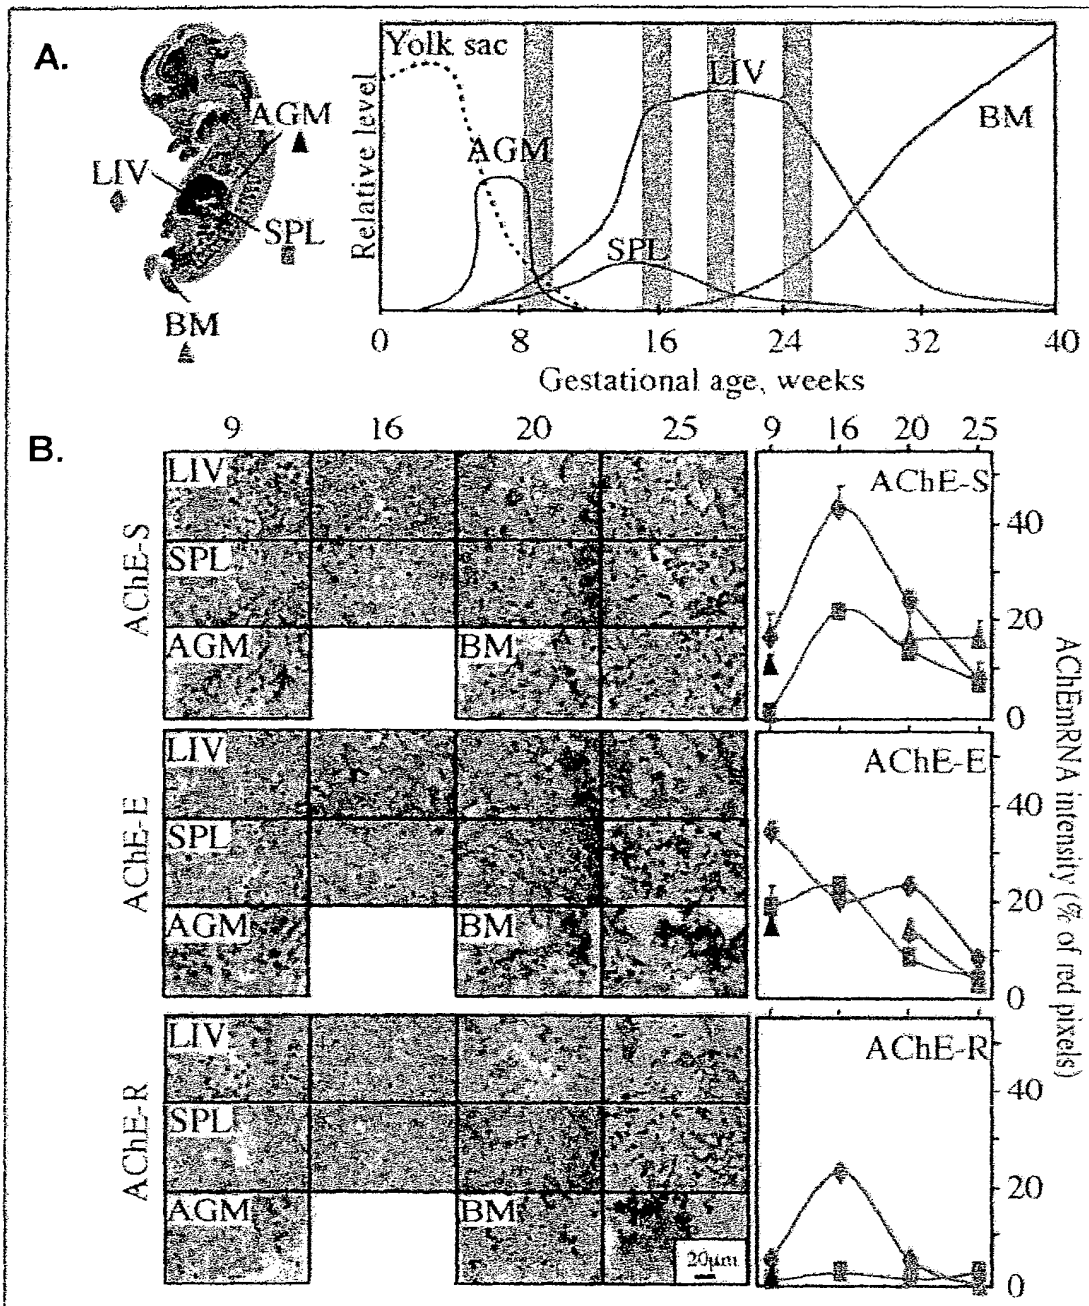 A.
AGM
LIV
SPL
BM
Relative level
Yolk sac
AGM
LIV
SPL
BM
0 8 16 24 32 40
Gestational age, weeks
B.
9 16 20 25
9 16 20 25
AChE-S
LIV
SPL
AGM
BM
AChE-S
40
20
0
AChE-E
LIV
SPL
AGM
BM
AChE-E
40
20
0
AChE-R
LIV
SPL
AGM
BM
20µm
AChE-R
40
20
0
AChEmRNA intensity (% of red pixels)